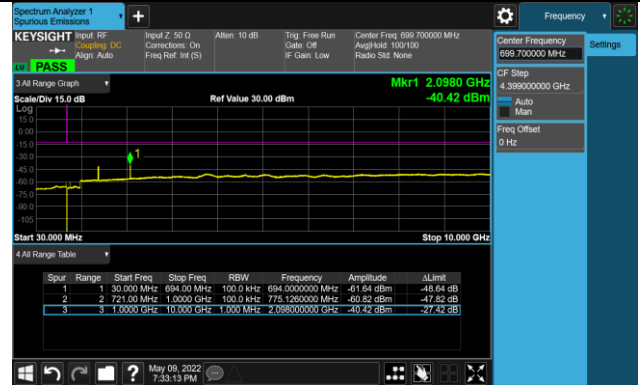 Spectrum Analyzer 1
Spurious Emissions
Frequency
KEYSIGHT
Input: RF
Coupling: DC
Align: Auto
Input Z: 50 Ω
Corrections: On
Freq Ref: Int (S)
Atten: 10 dB
Trig: Free Run
Gate: Off
IF Gain: Low
Center Freq: 699.700000 MHz
Avg|Hold: 100/100
Radio Std: None
PASS
Center Frequency
699.700000 MHz
Settings
CF Step
4.399000000 GHz
Auto
Man
Freq Offset
0 Hz
3 All Range Graph
Mkr1 2.0980 GHz
Scale/Div 15.0 dB
Ref Value 30.00 dBm
-40.42 dBm
Log
15.0
0.00
-15.0
-30.0
-45.0
-60.0
-75.0
-90.0
-105
1
Start 30.000 MHz
Stop 10.000 GHz
4 All Range Table
Spur Range Start Freq Stop Freq RBW Frequency Amplitude ΔLimit
1 1 30.000 MHz 694.00 MHz 100.0 kHz 694.0000000 MHz -61.64 dBm -48.64 dB
2 2 721.00 MHz 1.0000 GHz 100.0 kHz 775.1260000 MHz -60.82 dBm -47.82 dB
3 3 1.0000 GHz 10.000 GHz 1.000 MHz 2.098000000 GHz -40.42 dBm -27.42 dB
May 09, 2022
7:33:13 PM